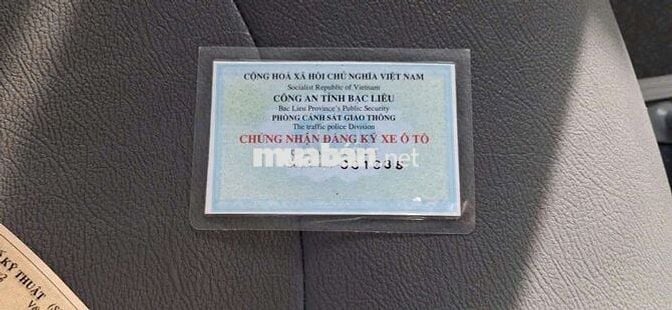 CỘNG HOÀ XÃ HỘI CHỦ NGHĨA VIỆT NAM
Socialist Republic of Vietnam
CÔNG AN TỈNH BẠC LIÊU
Bac Lieu Province's Public Security
PHÒNG CẢNH SÁT GIAO THÔNG
The traffic police Division
CHỨNG NHẬN ĐĂNG KÝ XE Ô TÔ
muaban.net
KỸ THUẬT